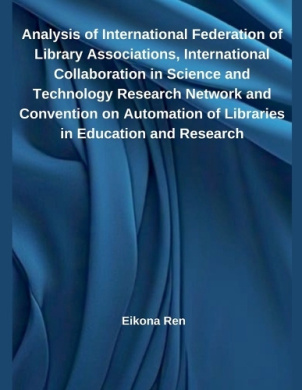 Analysis of International Federation of
Library Associations, International
Collaboration in Science and
Technology Research Network and
Convention on Automation of Libraries
in Education and Research
Eikona Ren